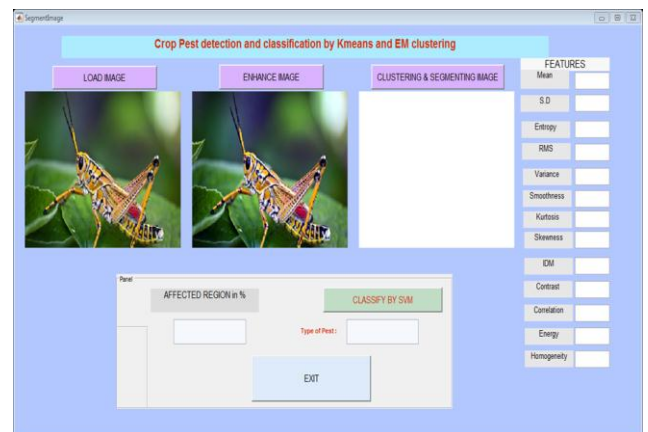 SegmentImage
Crop Pest detection and classification by Kmeans and EM clustering
LOAD IMAGE
ENHANCE IMAGE
CLUSTERING & SEGMENTING IMAGE
FEATURES
Mean
S.D
Entropy
RMS
Variance
Smoothness
Kurtosis
Skewness
IDM
Contrast
Correlation
Energy
Homogeneity
Panel
AFFECTED REGION in %
CLASSIFY BY SVM
Type of Pest :
EXIT